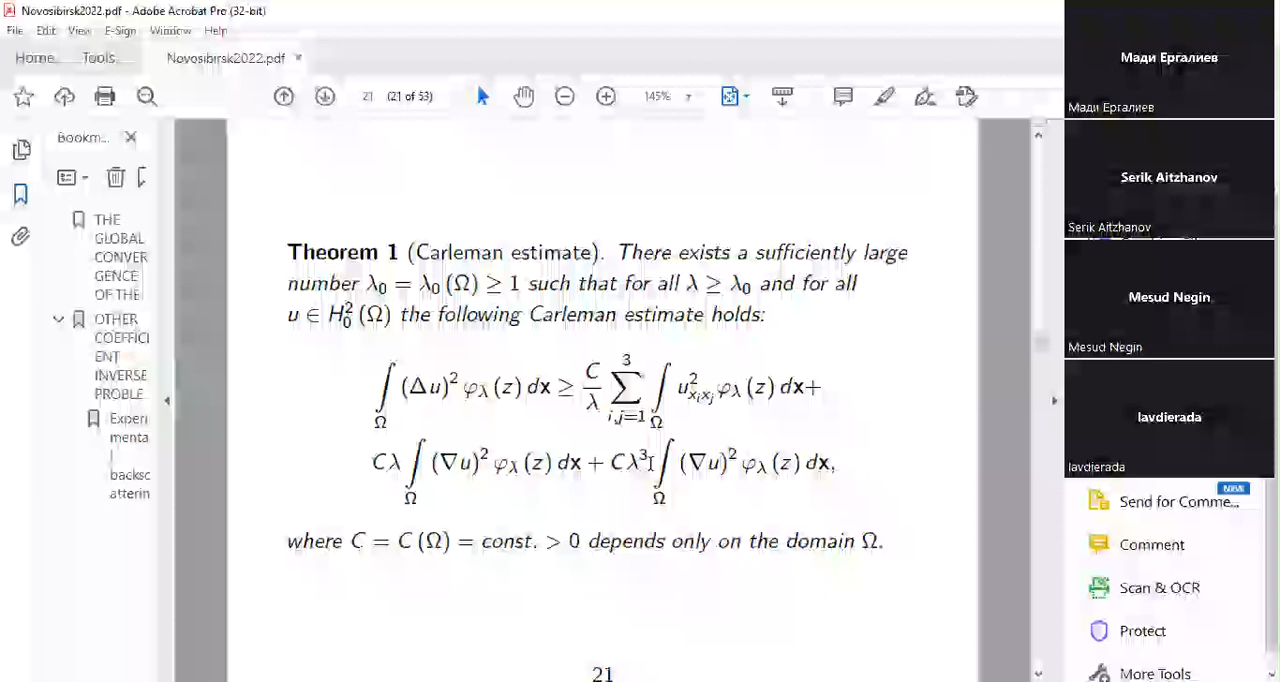 Novosibirsk2022.pdf - Adobe Acrobat Pro (32-bit)
File Edit View E-Sign Window Help
Home Tools Novosibirsk2022.pdf ×
21 (21 of 53) 145%
Bookm...
THE
GLOBAL
CONVER
GENCE
OF THE
OTHER
COEFFICI
ENT
INVERSE
PROBLE
Experi
menta
l
backsc
atterin
Theorem 1 (Carleman estimate). There exists a sufficiently large
number λ₀ = λ₀ (Ω) ≥ 1 such that for all λ ≥ λ₀ and for all
u ∈ H₀² (Ω) the following Carleman estimate holds:
∫_Ω (Δu)² φ_λ (z) dx ≥ C/λ ∑_{i,j=1}^{3} ∫_Ω u²_{x_i x_j} φ_λ (z) dx+
Cλ ∫_Ω (∇u)² φ_λ (z) dx + Cλ³ ∫_Ω (∇u)² φ_λ (z) dx,
where C = C (Ω) = const. > 0 depends only on the domain Ω.
21
Мади Ергалиев
Мади Ергалиев
Serik Aitzhanov
Serik Aitzhanov
Mesud Negin
Mesud Negin
lavdierada
lavdierada
NEW
Send for Comme...
Comment
Scan & OCR
Protect
More Tools